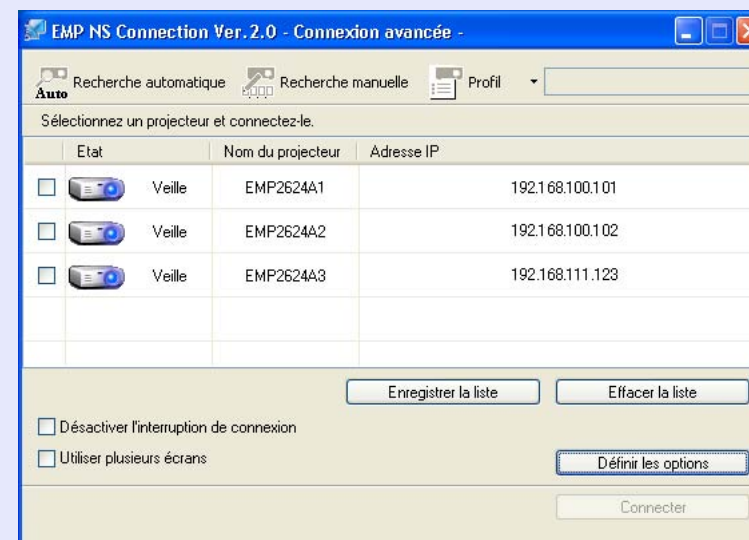 EMP NS Connection Ver.2.0 - Connexion avancée -
Auto Recherche automatique Recherche manuelle Profil
Sélectionnez un projecteur et connectez-le.
Etat Nom du projecteur Adresse IP
Veille EMP2624A1 192.168.100.101
Veille EMP2624A2 192.168.100.102
Veille EMP2624A3 192.168.111.123
Enregistrer la liste Effacer la liste
Désactiver l'interruption de connexion
Utiliser plusieurs écrans
Définir les options
Connecter